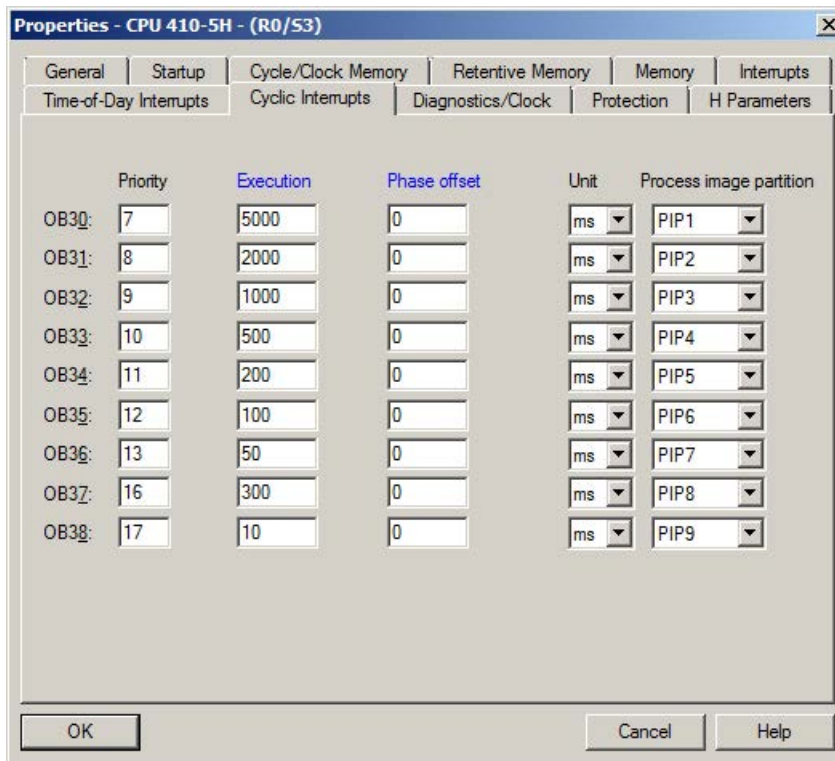 Properties - CPU 410-5H - (R0/S3)
General Startup Cycle/Clock Memory Retentive Memory Memory Interrupts
Time-of-Day Interrupts Cyclic Interrupts Diagnostics/Clock Protection H Parameters
Priority Execution Phase offset Unit Process image partition
OB30: 7 5000 0 ms PIP1
OB31: 8 2000 0 ms PIP2
OB32: 9 1000 0 ms PIP3
OB33: 10 500 0 ms PIP4
OB34: 11 200 0 ms PIP5
OB35: 12 100 0 ms PIP6
OB36: 13 50 0 ms PIP7
OB37: 16 300 0 ms PIP8
OB38: 17 10 0 ms PIP9
OK Cancel Help